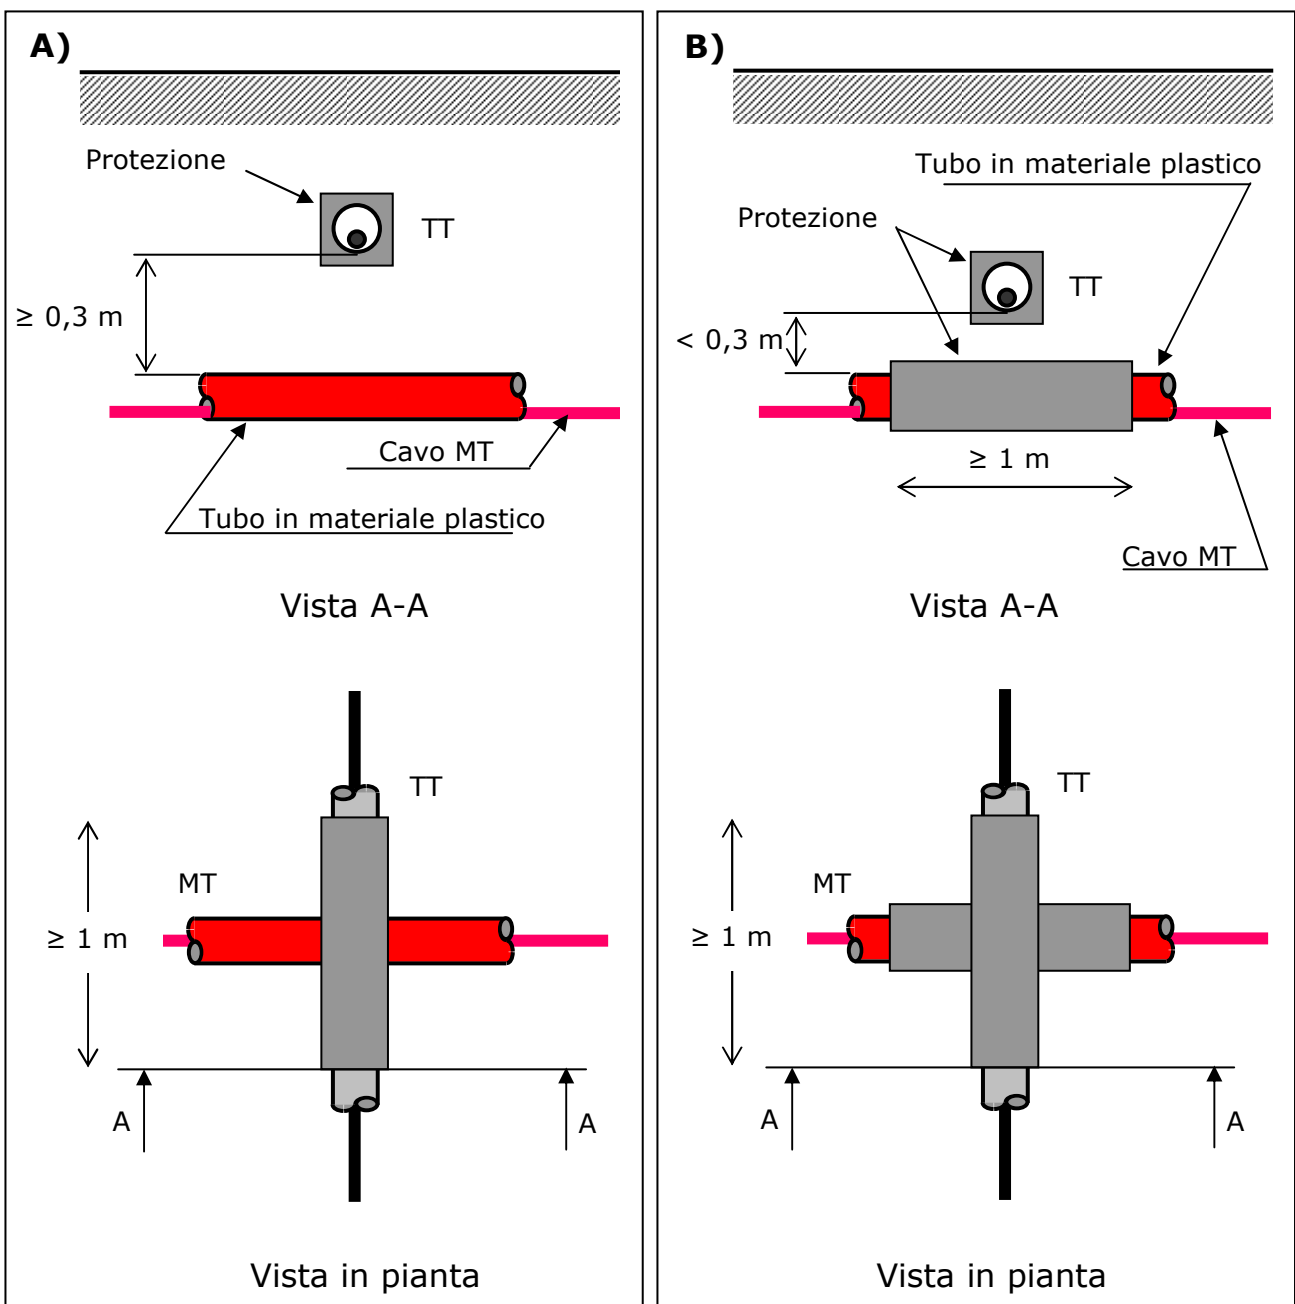 A)
Protezione
TT
≥ 0,3 m
Cavo MT
Tubo in materiale plastico
Vista A-A
TT
MT
≥ 1 m
A
A
Vista in pianta
B)
Tubo in materiale plastico
Protezione
TT
< 0,3 m
≥ 1 m
Cavo MT
Vista A-A
TT
MT
≥ 1 m
A
A
Vista in pianta